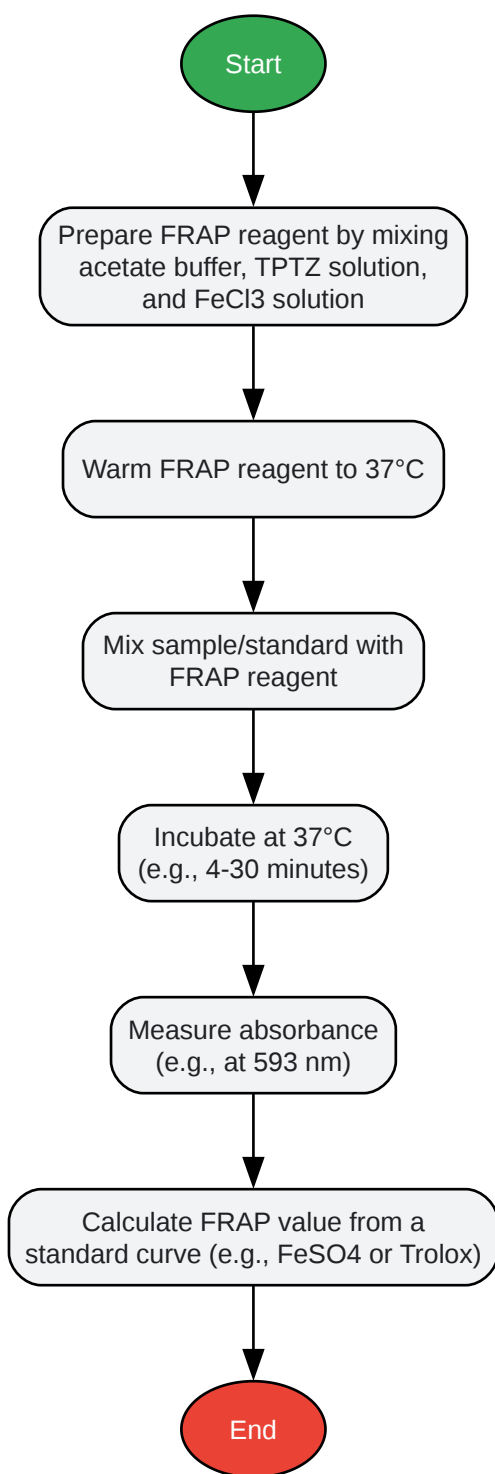 Start
Prepare FRAP reagent by mixing
acetate buffer, TPTZ solution,
and FeCl3 solution
Warm FRAP reagent to 37°C
Mix sample/standard with
FRAP reagent
Incubate at 37°C
(e.g., 4-30 minutes)
Measure absorbance
(e.g., at 593 nm)
Calculate FRAP value from a
standard curve (e.g., FeSO4 or Trolox)
End